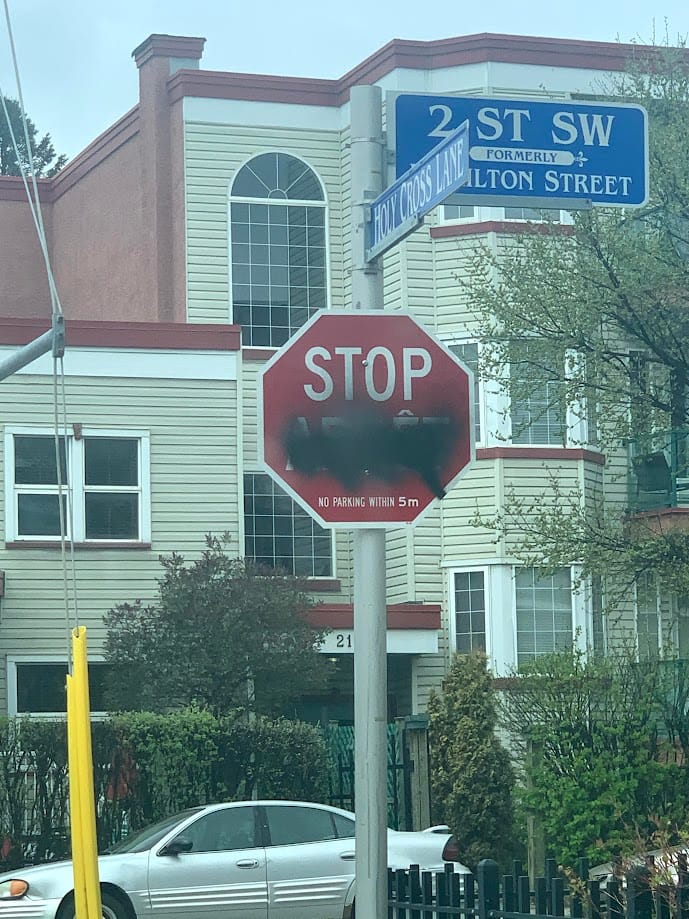 2 ST SW
FORMERLY
ILTON STREET
HOLY CROSS LANE
STOP
NO PARKING WITHIN 5m
21